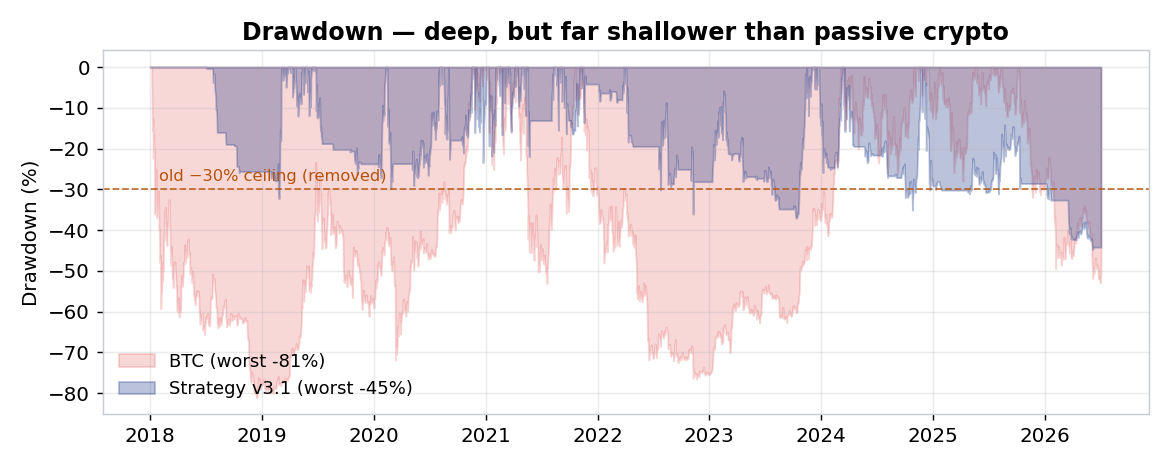 Drawdown — deep, but far shallower than passive crypto
Drawdown (%)
0
−10
−20
−30
−40
−50
−60
−70
−80
old −30% ceiling (removed)
BTC (worst -81%)
Strategy v3.1 (worst -45%)
2018 2019 2020 2021 2022 2023 2024 2025 2026